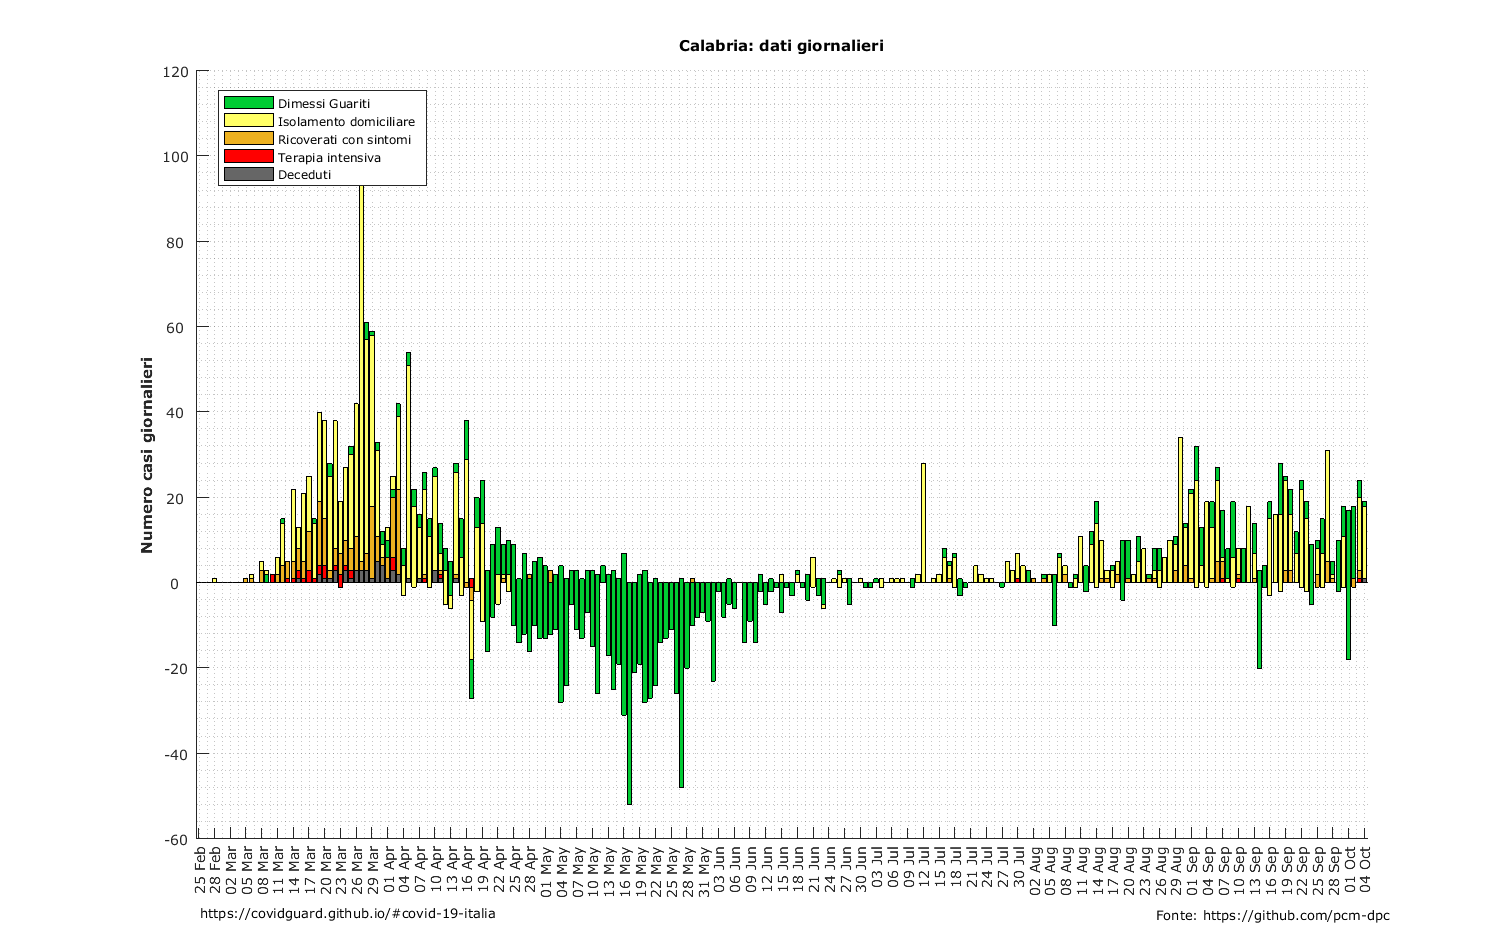 Calabria: dati giornalieri
120
100
80
60
40
20
0
-20
-40
-60
Numero casi giornalieri
Dimessi Guariti
Isolamento domiciliare
Ricoverati con sintomi
Terapia intensiva
Deceduti
25 Feb
28 Feb
02 Mar
05 Mar
08 Mar
11 Mar
14 Mar
17 Mar
20 Mar
23 Mar
26 Mar
29 Mar
01 Apr
04 Apr
07 Apr
10 Apr
13 Apr
16 Apr
19 Apr
22 Apr
25 Apr
28 Apr
01 May
04 May
07 May
10 May
13 May
16 May
19 May
22 May
25 May
28 May
31 May
03 Jun
06 Jun
09 Jun
12 Jun
15 Jun
18 Jun
21 Jun
24 Jun
27 Jun
30 Jun
03 Jul
06 Jul
09 Jul
12 Jul
15 Jul
18 Jul
21 Jul
24 Jul
27 Jul
30 Jul
02 Aug
05 Aug
08 Aug
11 Aug
14 Aug
17 Aug
20 Aug
23 Aug
26 Aug
29 Aug
01 Sep
04 Sep
07 Sep
10 Sep
13 Sep
16 Sep
19 Sep
22 Sep
25 Sep
28 Sep
01 Oct
04 Oct
https://covidguard.github.io/#covid-19-italia
Fonte: https://github.com/pcm-dpc